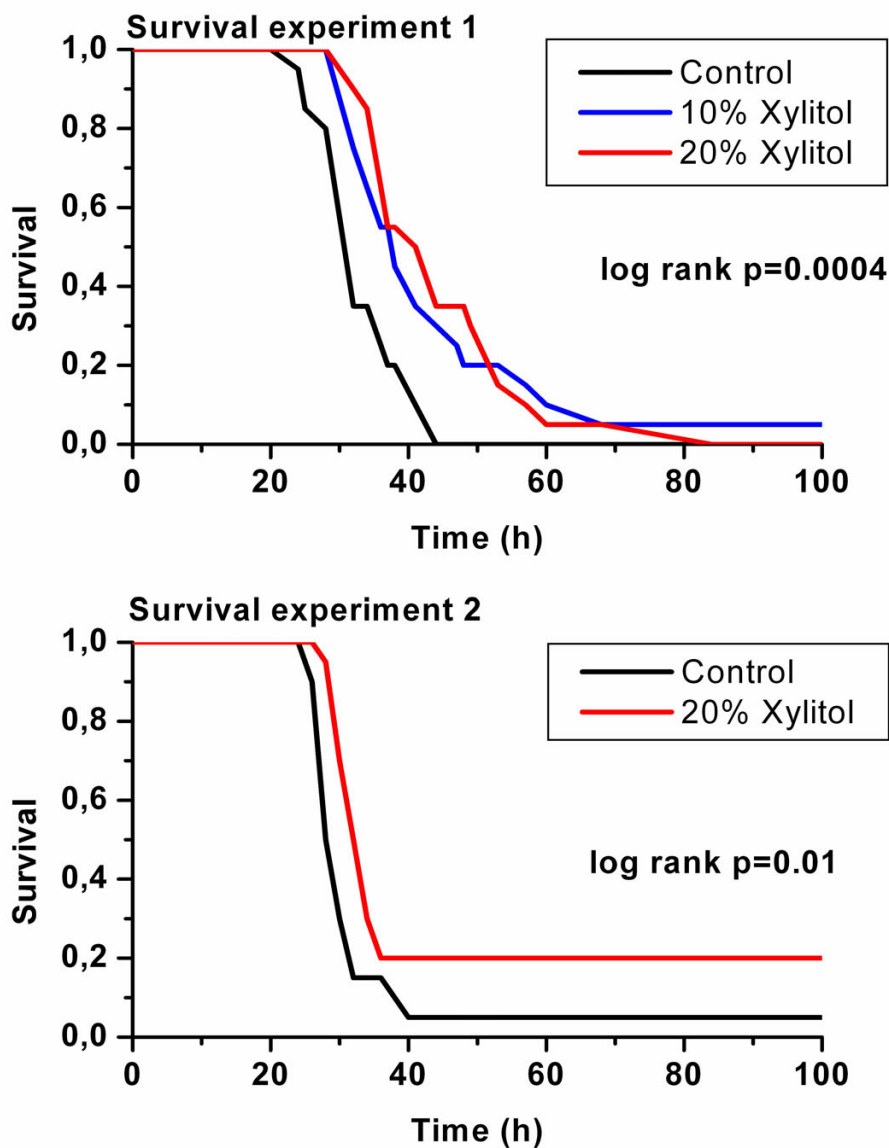 Survival experiment 1
1,0
0,8
0,6
0,4
0,2
0,0
Survival
Control
10% Xylitol
20% Xylitol
log rank p=0.0004
0 20 40 60 80 100
Time (h)
Survival experiment 2
1,0
0,8
0,6
0,4
0,2
0,0
Survival
Control
20% Xylitol
log rank p=0.01
0 20 40 60 80 100
Time (h)